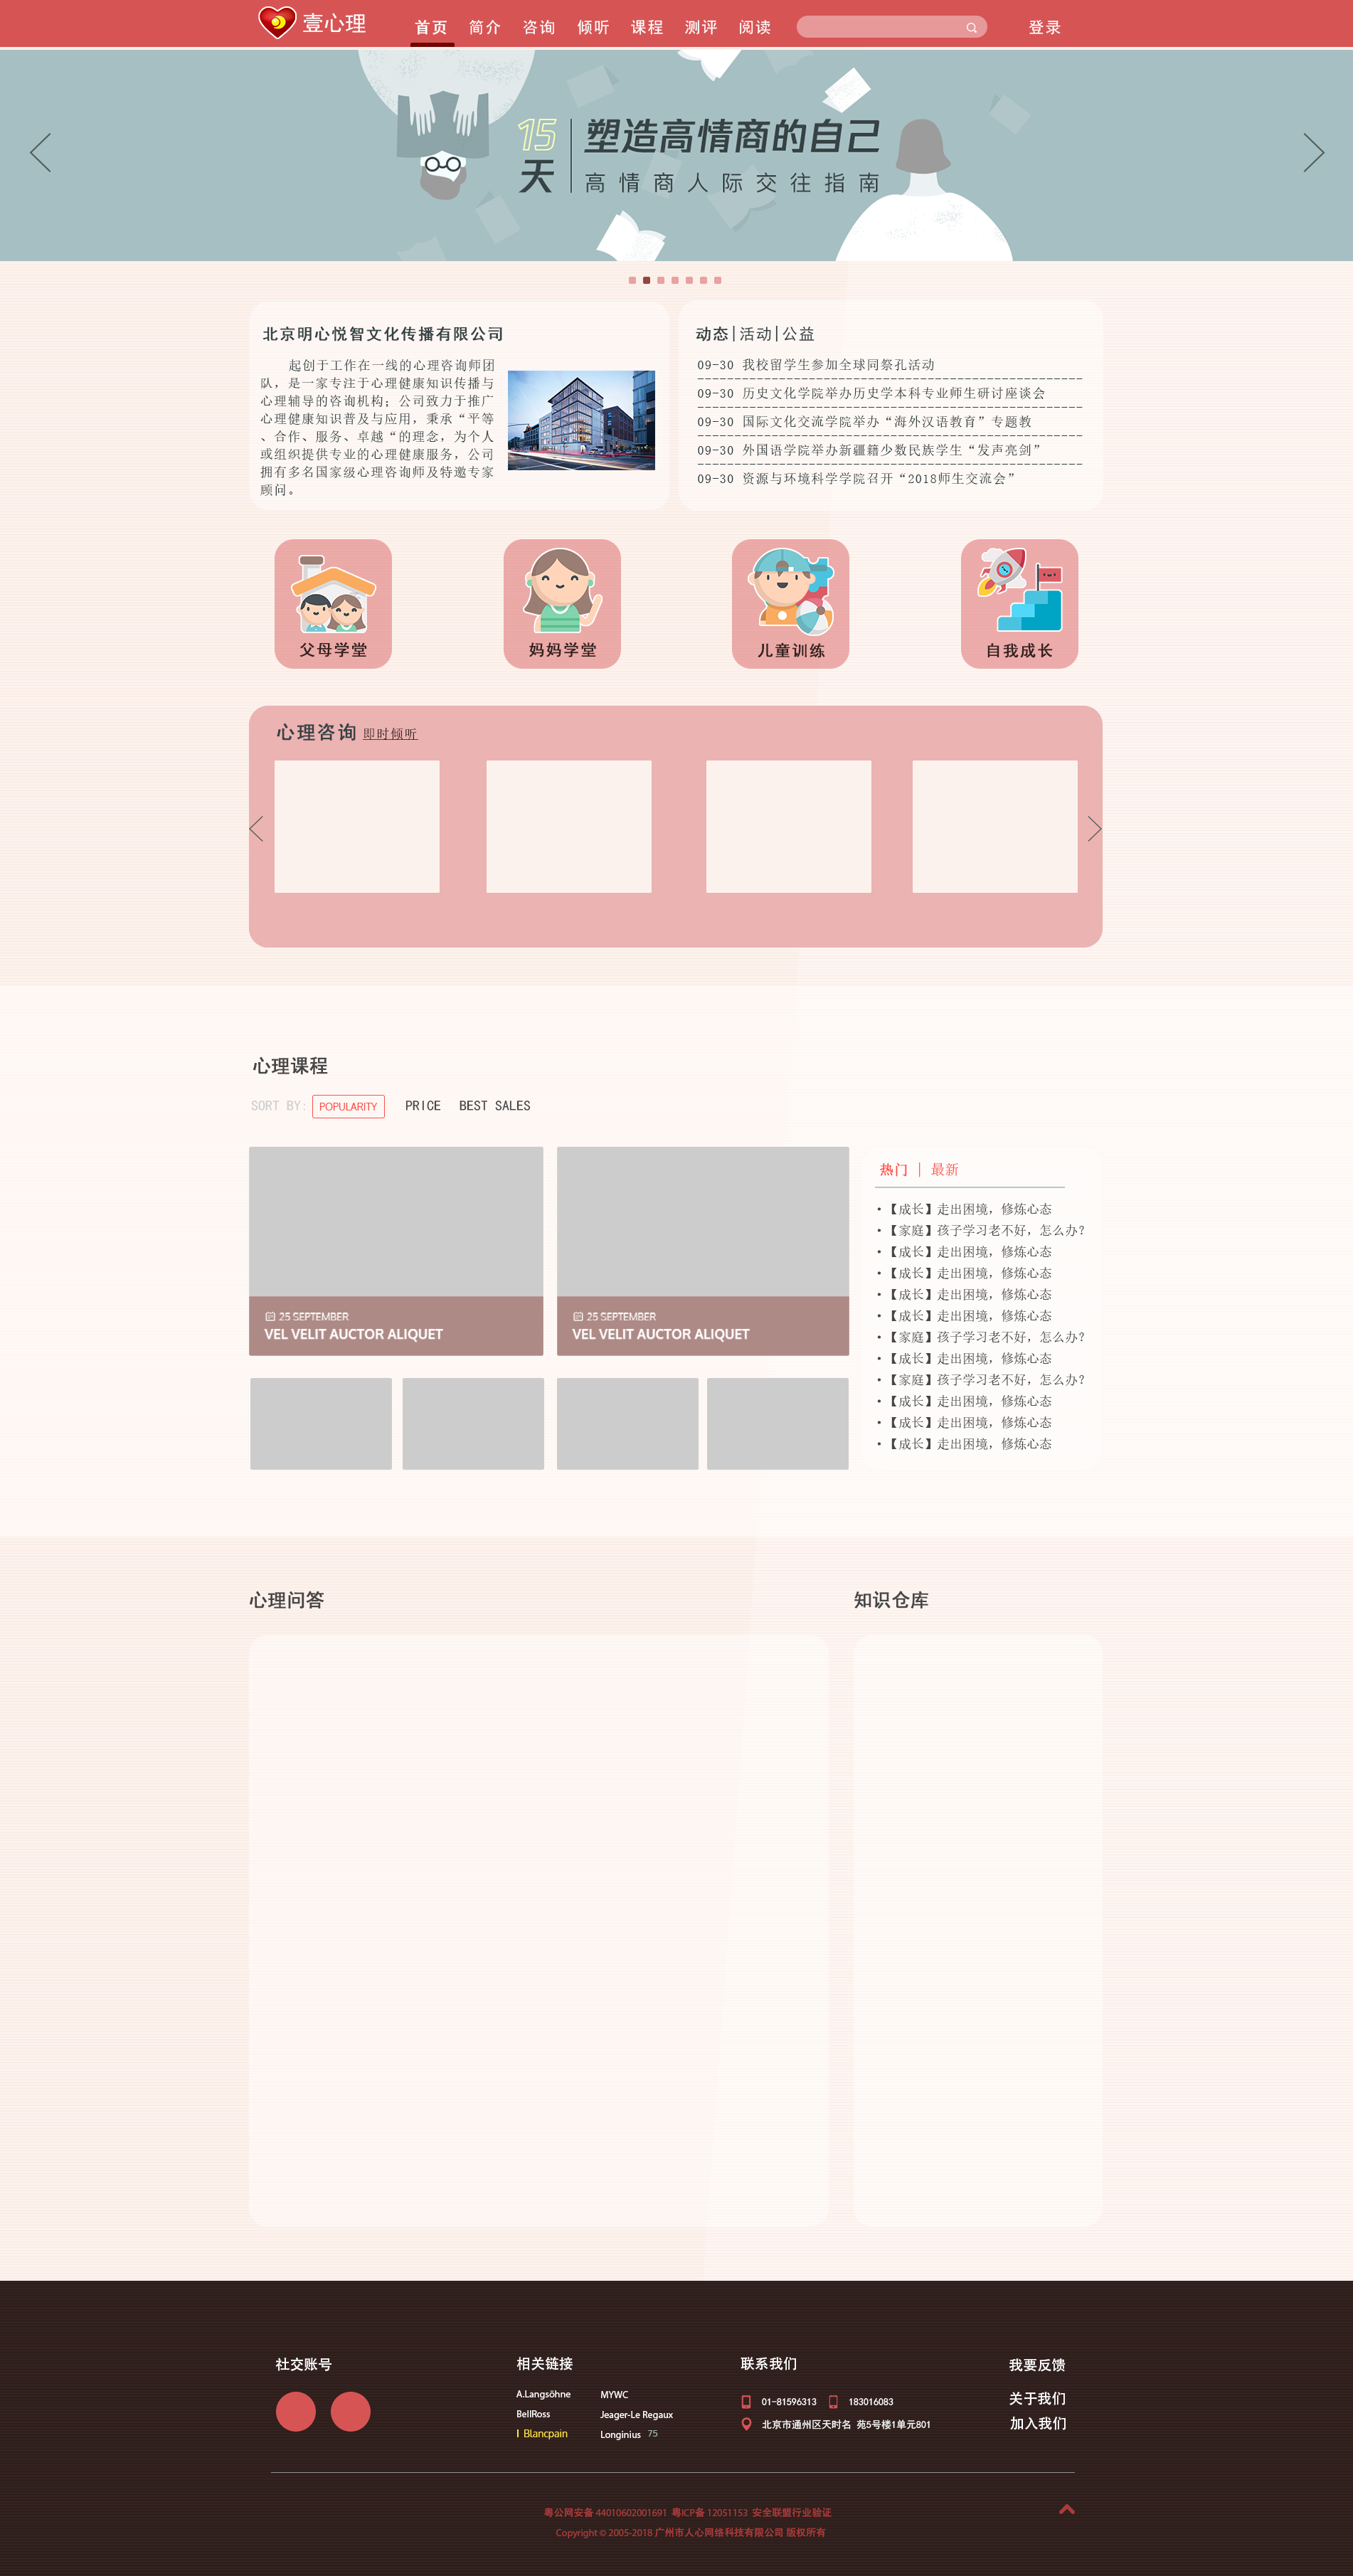 壹心理
首页 简介 咨询 倾听 课程 测评 阅读 登录
15天
塑造高情商的自己
高情商人际交往指南
北京明心悦智文化传播有限公司
起创于工作在一线的心理咨询师团
队，是一家专注于心理健康知识传播与
心理辅导的咨询机构；公司致力于推广
心理健康知识普及与应用，秉承“平等
、合作、服务、卓越“的理念，为个人
或组织提供专业的心理健康服务，公司
拥有多名国家级心理咨询师及特邀专家
顾问。
动态|活动|公益
09-30 我校留学生参加全球同祭孔活动
09-30 历史文化学院举办历史学本科专业师生研讨座谈会
09-30 国际文化交流学院举办“海外汉语教育”专题教
09-30 外国语学院举办新疆籍少数民族学生“发声亮剑”
09-30 资源与环境科学学院召开“2018师生交流会”
父母学堂 妈妈学堂 儿童训练 自我成长
心理咨询 即时倾听
心理课程
SORT BY: POPULARITY PRICE BEST SALES
25 SEPTEMBER
VEL VELIT AUCTOR ALIQUET
25 SEPTEMBER
VEL VELIT AUCTOR ALIQUET
热门 | 最新
•【成长】走出困境，修炼心态
•【家庭】孩子学习老不好，怎么办？
•【成长】走出困境，修炼心态
•【成长】走出困境，修炼心态
•【成长】走出困境，修炼心态
•【成长】走出困境，修炼心态
•【家庭】孩子学习老不好，怎么办？
•【成长】走出困境，修炼心态
•【家庭】孩子学习老不好，怎么办？
•【成长】走出困境，修炼心态
•【成长】走出困境，修炼心态
•【成长】走出困境，修炼心态
心理问答
知识仓库
社交账号
相关链接
A.Langsöhne MYWC
BellRoss Jeager-Le Regaux
I Blancpain Longinius 75
联系我们
01-81596313 183016083
北京市通州区天时名 苑5号楼1单元801
我要反馈
关于我们
加入我们
粤公网安备 44010602001691 粤ICP备 12051153 安全联盟行业验证
Copyright © 2005-2018 广州市人心网络科技有限公司 版权所有